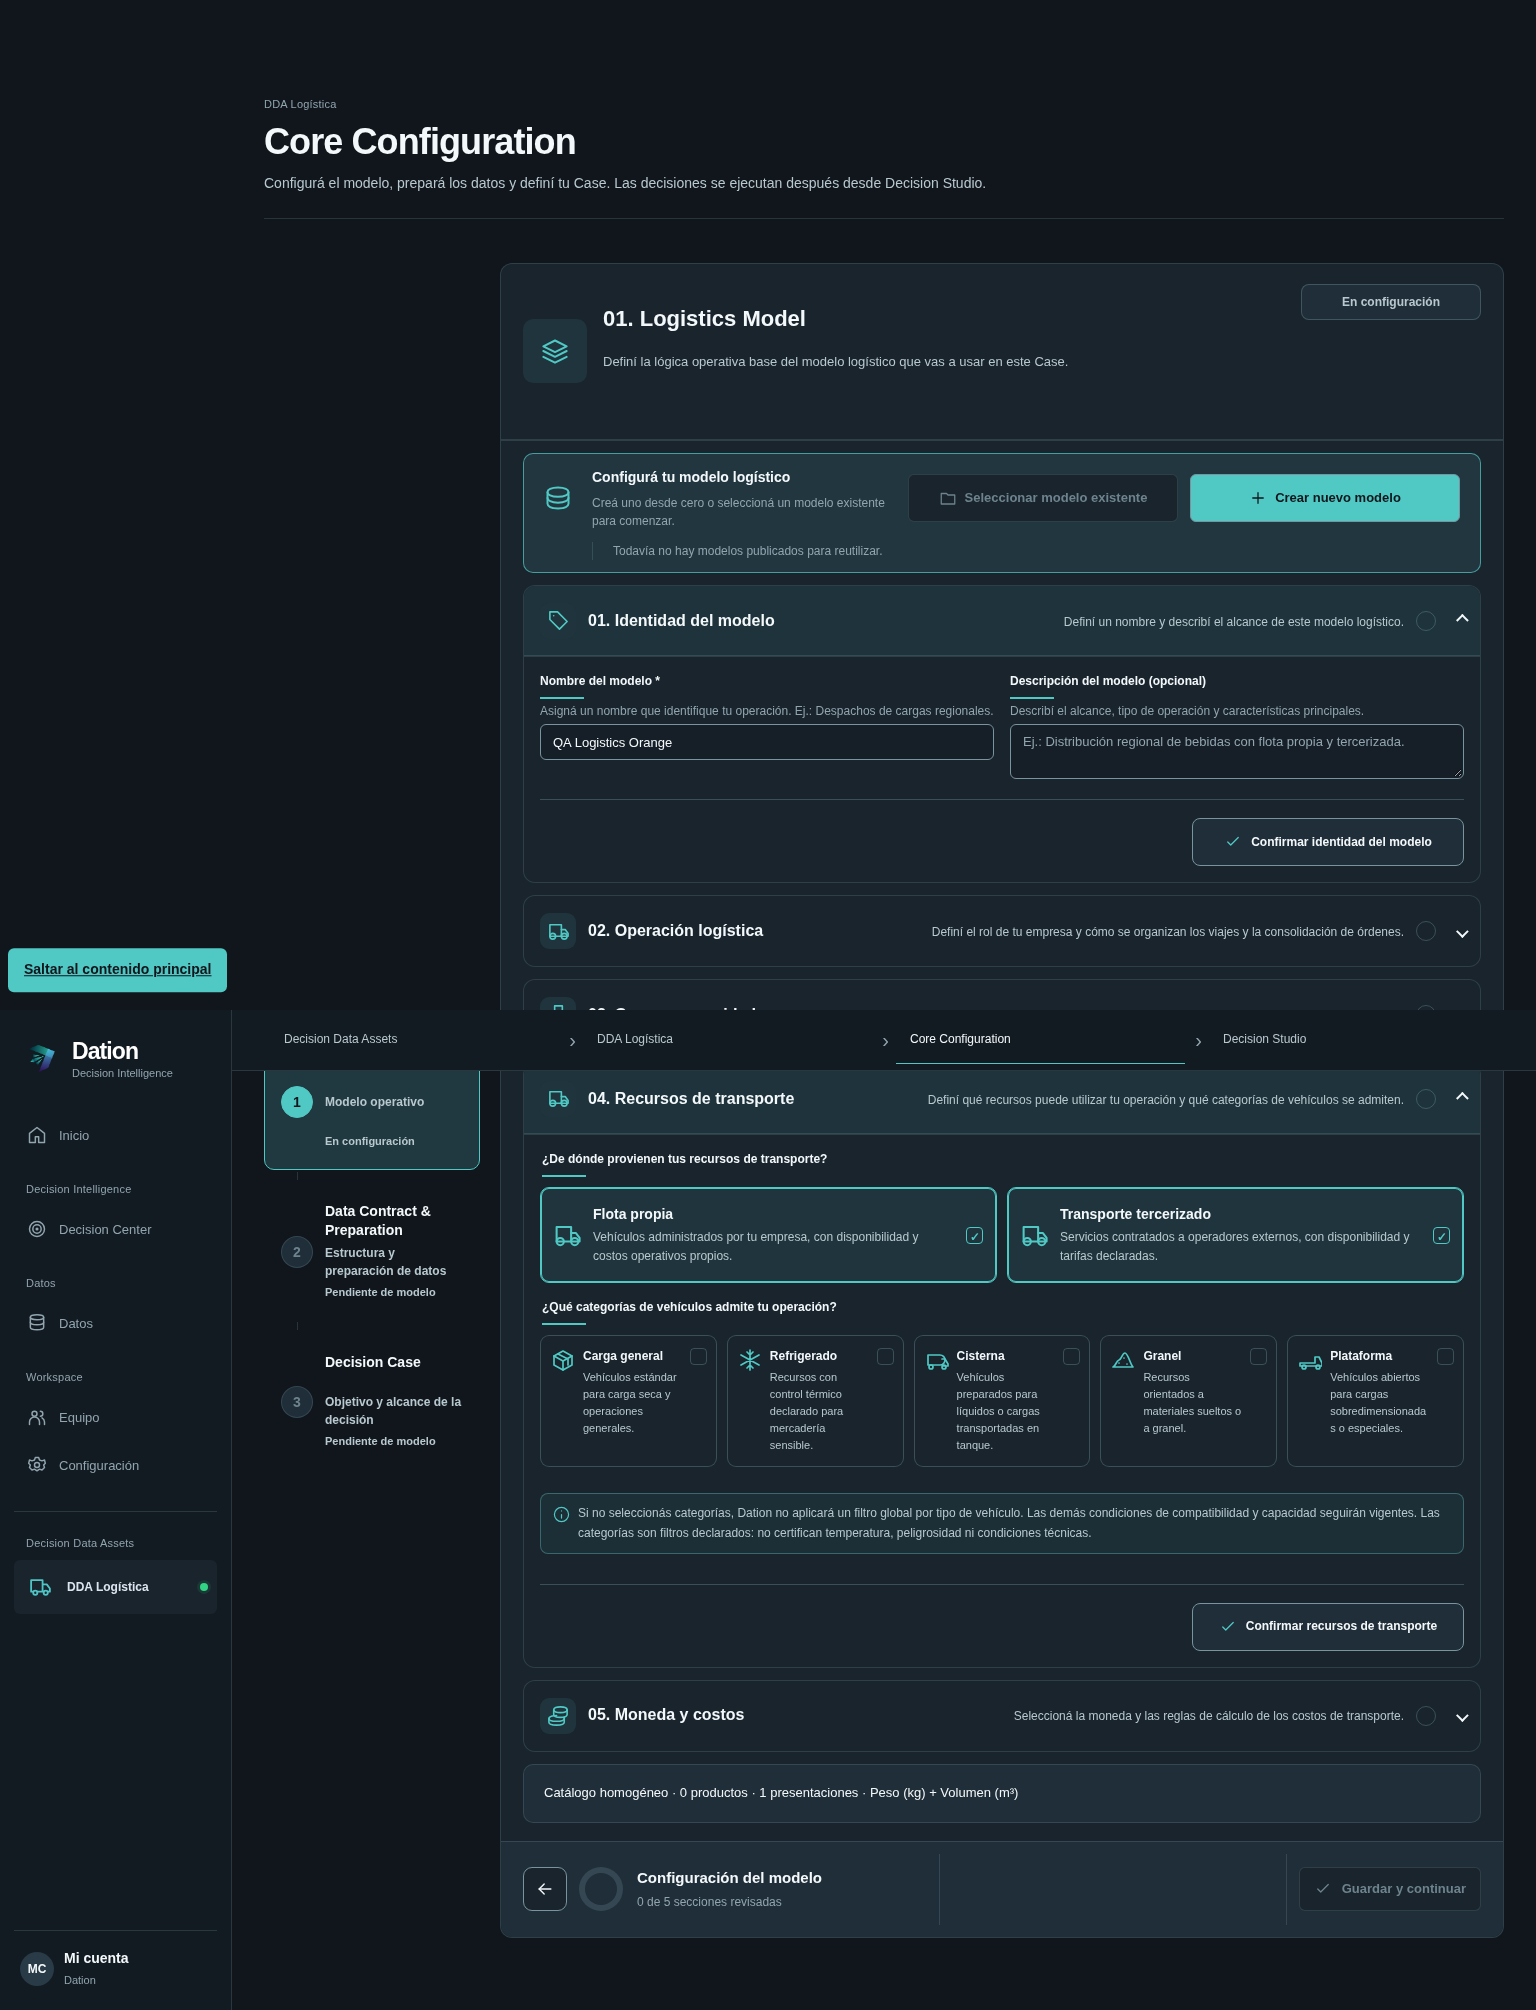 DDA Logística
Core Configuration
Configurá el modelo, prepará los datos y definí tu Case. Las decisiones se ejecutan después desde Decision Studio.
En configuración
01. Logistics Model
Definí la lógica operativa base del modelo logístico que vas a usar en este Case.
Configurá tu modelo logístico
Creá uno desde cero o seleccioná un modelo existente
para comenzar.
Todavía no hay modelos publicados para reutilizar.
Seleccionar modelo existente
Crear nuevo modelo
01. Identidad del modelo
Definí un nombre y describí el alcance de este modelo logístico.
Nombre del modelo *
Asigná un nombre que identifique tu operación. Ej.: Despachos de cargas regionales.
QA Logistics Orange
Descripción del modelo (opcional)
Describí el alcance, tipo de operación y características principales.
Ej.: Distribución regional de bebidas con flota propia y tercerizada.
Confirmar identidad del modelo
02. Operación logística
Definí el rol de tu empresa y cómo se organizan los viajes y la consolidación de órdenes.
Saltar al contenido principal
Dation
Decision Intelligence
Inicio
Decision Intelligence
Decision Center
Datos
Datos
Workspace
Equipo
Configuración
Decision Data Assets
DDA Logística
MC
Mi cuenta
Dation
Decision Data Assets
›
DDA Logística
›
Core Configuration
›
Decision Studio
1
Modelo operativo
En configuración
Data Contract &
Preparation
2
Estructura y
preparación de datos
Pendiente de modelo
Decision Case
3
Objetivo y alcance de la
decisión
Pendiente de modelo
04. Recursos de transporte
Definí qué recursos puede utilizar tu operación y qué categorías de vehículos se admiten.
¿De dónde provienen tus recursos de transporte?
Flota propia
Vehículos administrados por tu empresa, con disponibilidad y
costos operativos propios.
Transporte tercerizado
Servicios contratados a operadores externos, con disponibilidad y
tarifas declaradas.
¿Qué categorías de vehículos admite tu operación?
Carga general
Vehículos estándar
para carga seca y
operaciones
generales.
Refrigerado
Recursos con
control térmico
declarado para
mercadería
sensible.
Cisterna
Vehículos
preparados para
líquidos o cargas
transportadas en
tanque.
Granel
Recursos
orientados a
materiales sueltos o
a granel.
Plataforma
Vehículos abiertos
para cargas
sobredimensionada
s o especiales.
Si no seleccionás categorías, Dation no aplicará un filtro global por tipo de vehículo. Las demás condiciones de compatibilidad y capacidad seguirán vigentes. Las
categorías son filtros declarados: no certifican temperatura, peligrosidad ni condiciones técnicas.
Confirmar recursos de transporte
05. Moneda y costos
Seleccioná la moneda y las reglas de cálculo de los costos de transporte.
Catálogo homogéneo · 0 productos · 1 presentaciones · Peso (kg) + Volumen (m³)
Configuración del modelo
0 de 5 secciones revisadas
Guardar y continuar